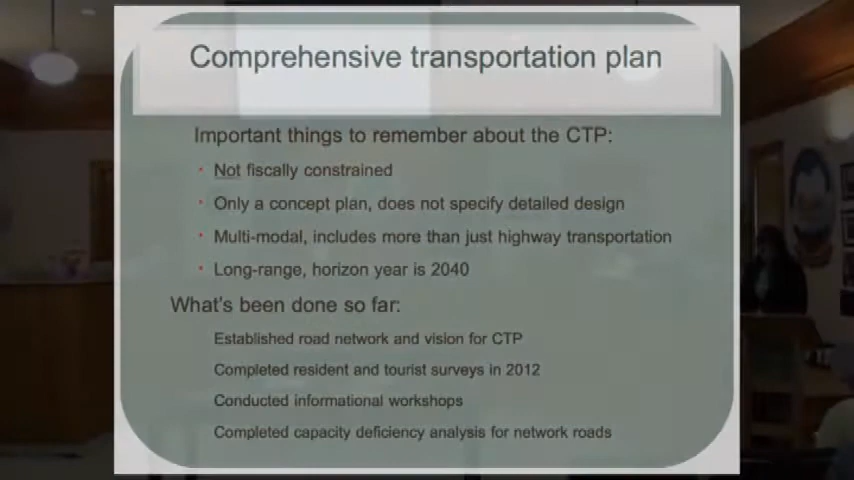 Comprehensive transportation plan
Important things to remember about the CTP:
Not fiscally constrained
Only a concept plan, does not specify detailed design
Multi-modal, includes more than just highway transportation
Long-range, horizon year is 2040
What's been done so far:
Established road network and vision for CTP
Completed resident and tourist surveys in 2012
Conducted informational workshops
Completed capacity deficiency analysis for network roads